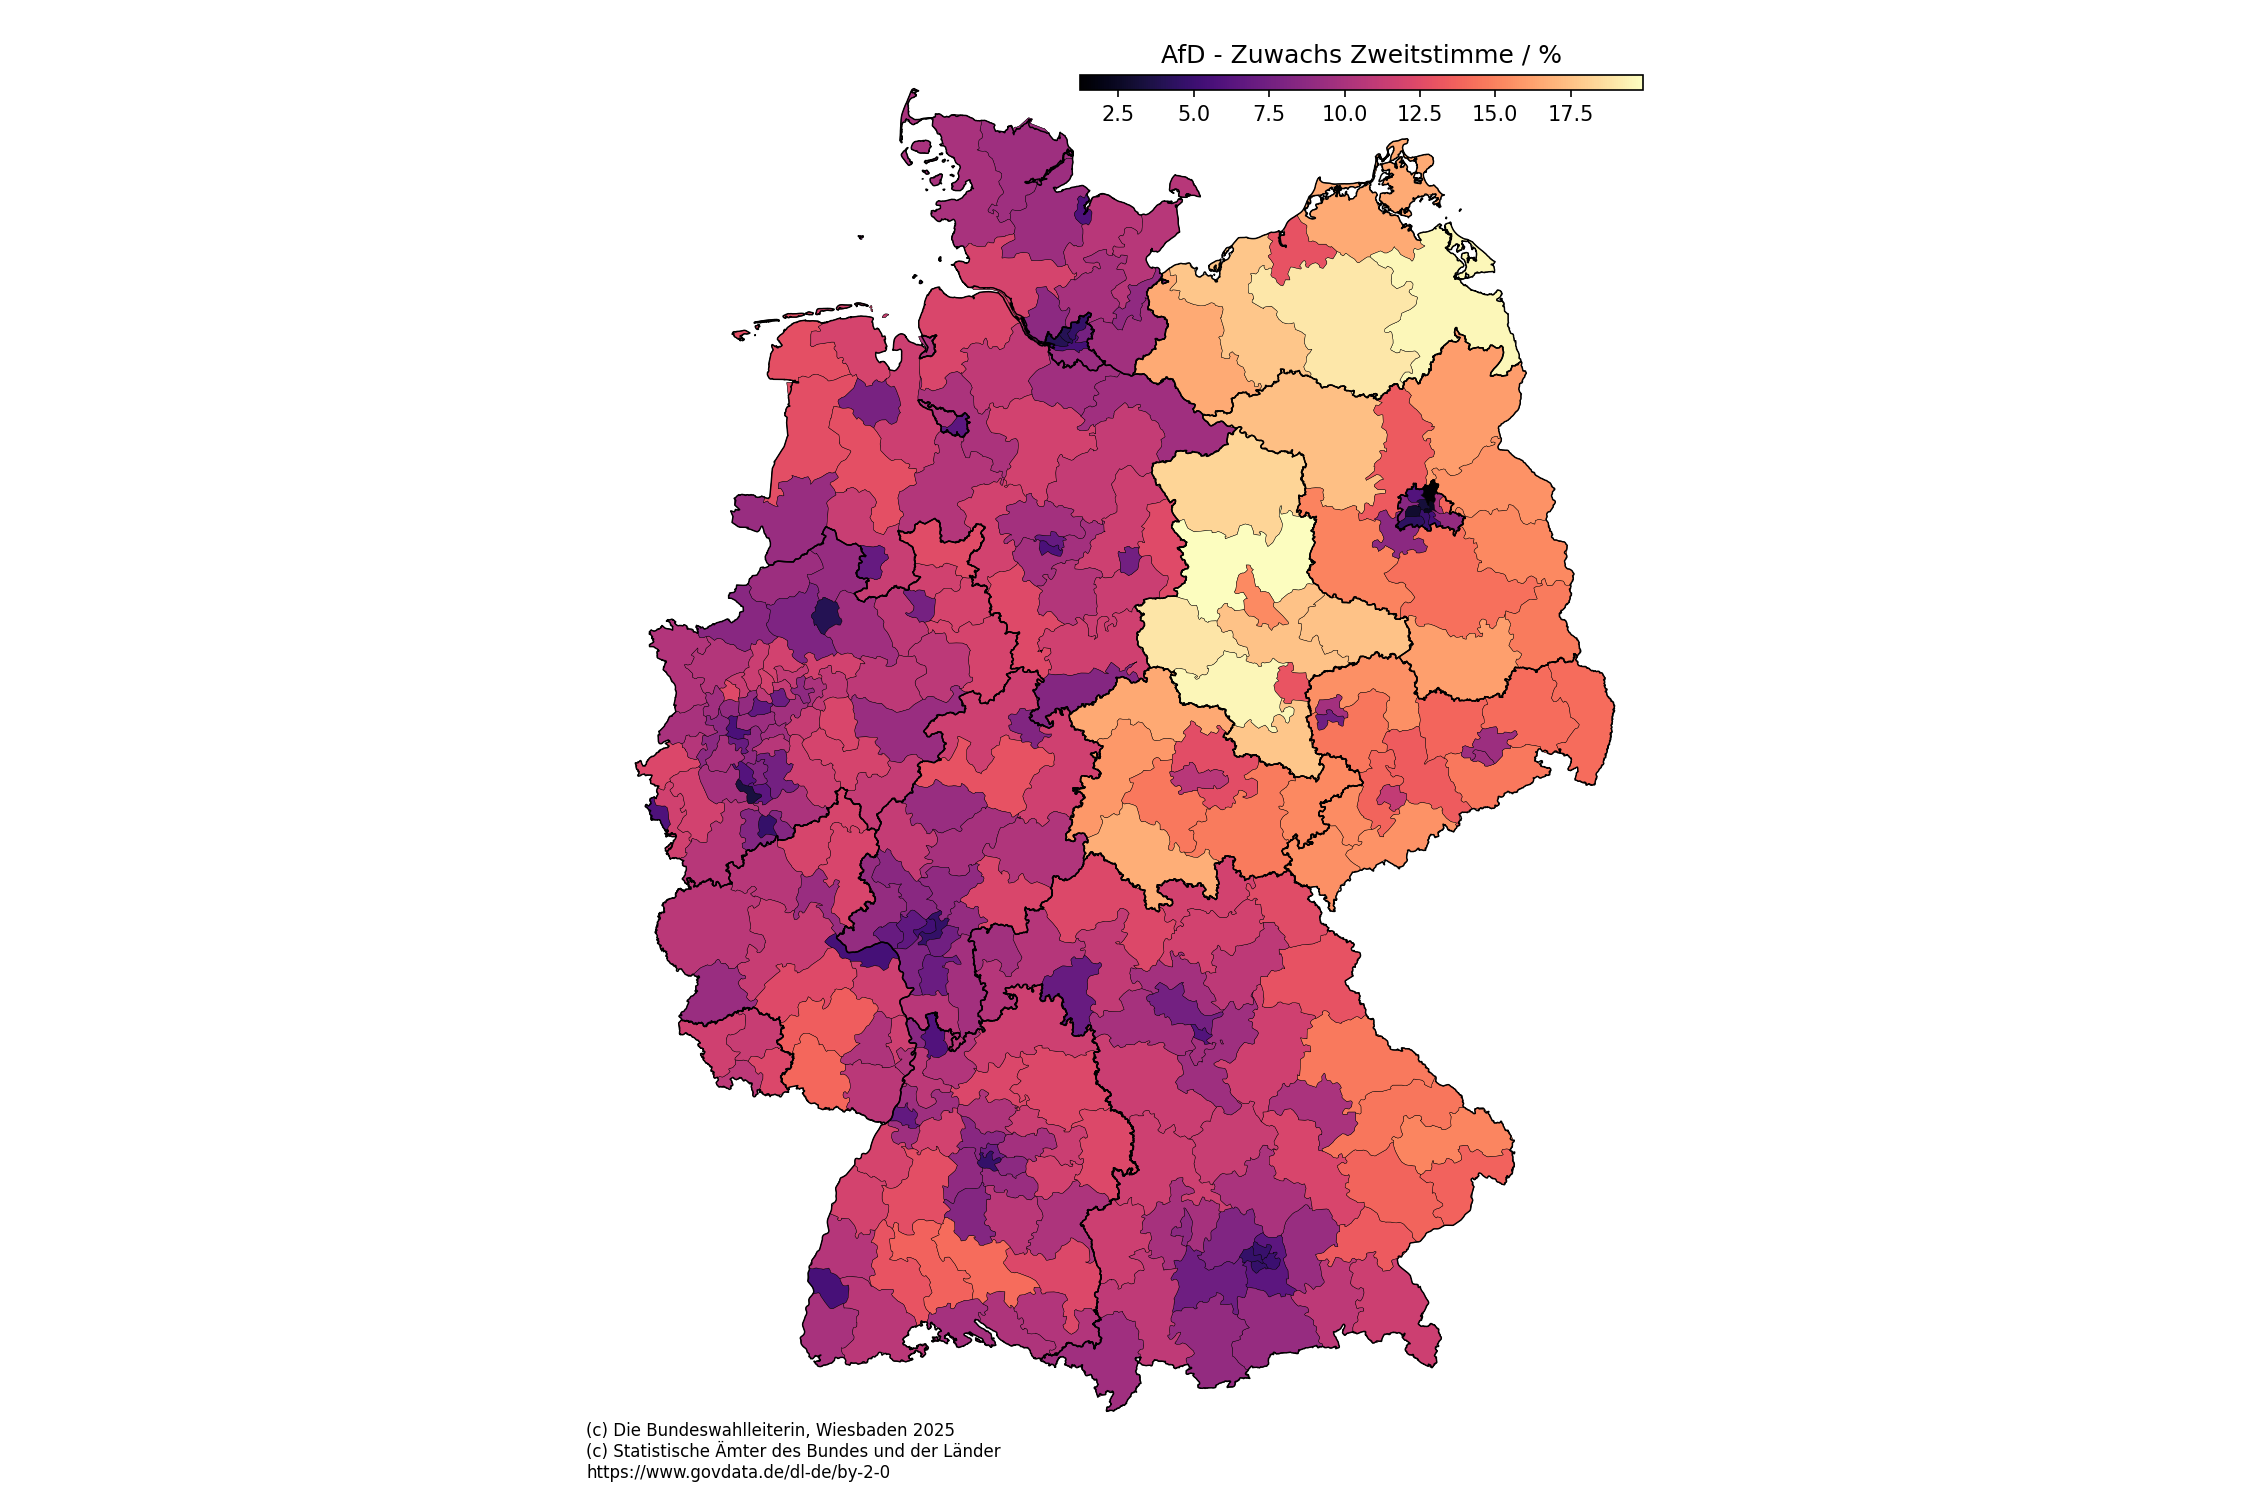 AfD - Zuwachs Zweitstimme / %
2.5 5.0 7.5 10.0 12.5 15.0 17.5
(c) Die Bundeswahlleiterin, Wiesbaden 2025
(c) Statistische Ämter des Bundes und der Länder
https://www.govdata.de/dl-de/by-2-0